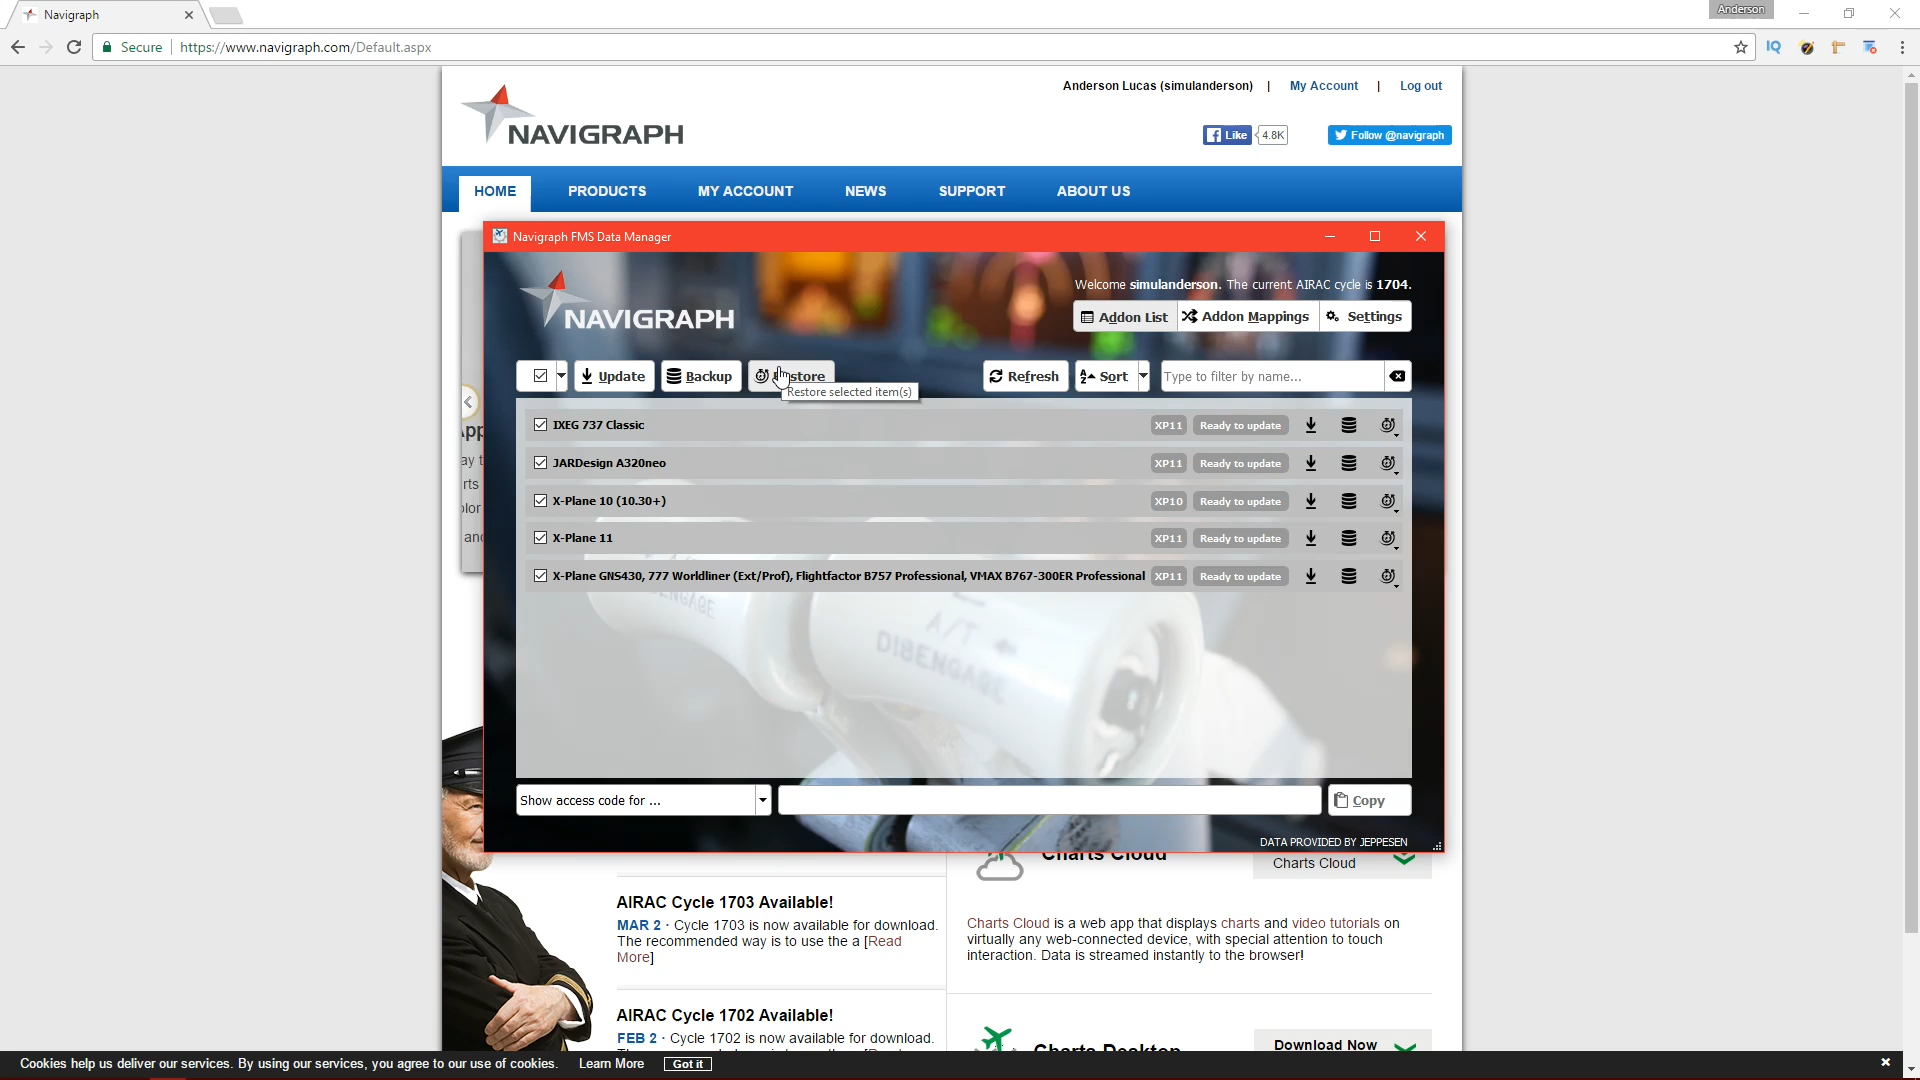 Navigraph
Anderson
Secure
https://www.navigraph.com/Default.aspx
Anderson Lucas (simulanderson) | My Account | Log out
NAVIGRAPH
Like 4.8K
Follow @navigraph
HOME PRODUCTS MY ACCOUNT NEWS SUPPORT ABOUT US
Navigraph FMS Data Manager
Welcome simulanderson. The current AIRAC cycle is 1704.
NAVIGRAPH
Addon List Addon Mappings Settings
Update Backup store Refresh Sort Type to filter by name...
Restore selected item(s)
IXEG 737 Classic XP11 Ready to update
JARDesign A320neo XP11 Ready to update
X-Plane 10 (10.30+) XP10 Ready to update
X-Plane 11 XP11 Ready to update
X-Plane GNS430, 777 Worldliner (Ext/Prof), Flightfactor B757 Professional, VMAX B767-300ER Professional XP11 Ready to update
A/T
DISENGAGE
Show access code for ... Copy
DATA PROVIDED BY JEPPESEN
Charts Cloud
Charts Cloud
AIRAC Cycle 1703 Available!
MAR 2 · Cycle 1703 is now available for download.
The recommended way is to use the a [Read
More]
Charts Cloud is a web app that displays charts and video tutorials on
virtually any web-connected device, with special attention to touch
interaction. Data is streamed instantly to the browser!
AIRAC Cycle 1702 Available!
FEB 2 · Cycle 1702 is now available for download.
Charts Desktop
Download Now
Cookies help us deliver our services. By using our services, you agree to our use of cookies. Learn More Got it